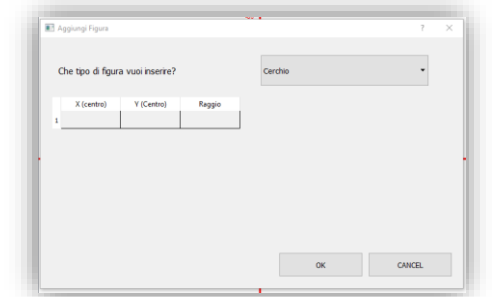 Aggiungi Figura ? ×
Che tipo di figura vuoi inserire? Cerchio
X (centro) Y (Centro) Raggio
1
OK CANCEL